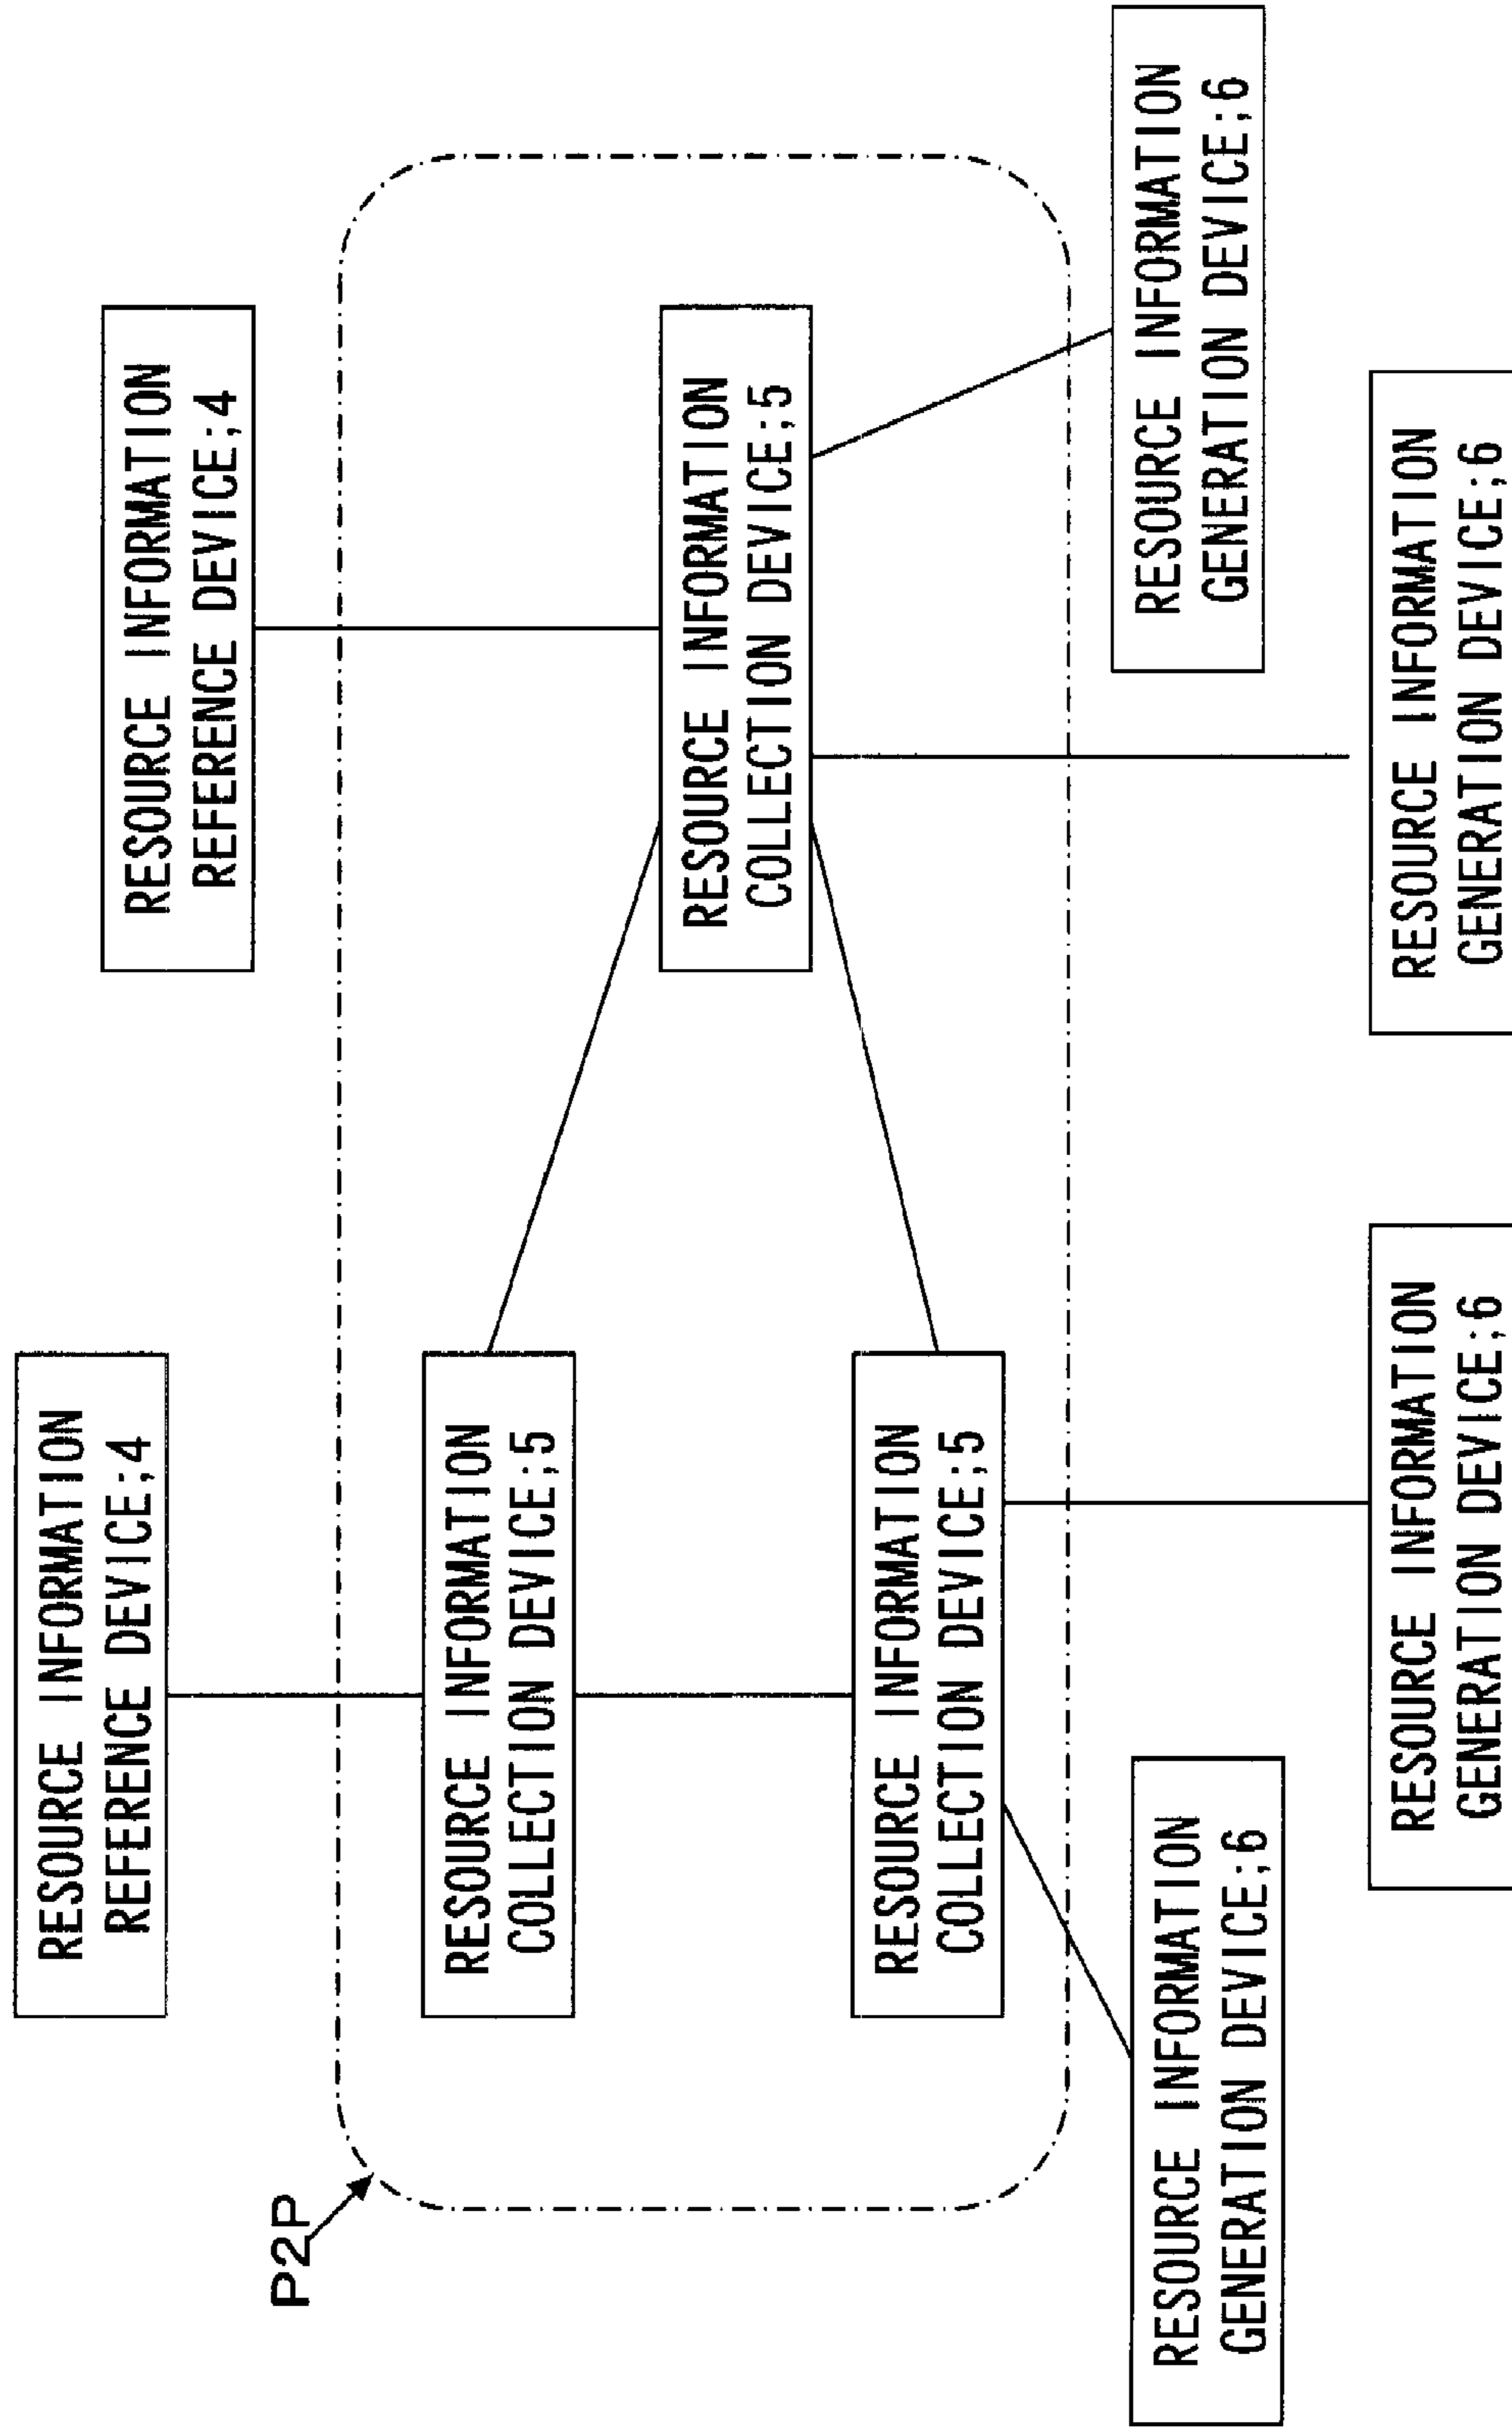 RESOURCE INFORMATION
REFERENCE DEVICE;4
RESOURCE INFORMATION
REFERENCE DEVICE;4
P2P
RESOURCE INFORMATION
COLLECTION DEVICE;5
RESOURCE INFORMATION
COLLECTION DEVICE;5
RESOURCE INFORMATION
COLLECTION DEVICE;5
RESOURCE INFORMATION
GENERATION DEVICE;6
RESOURCE INFORMATION
GENERATION DEVICE;6
RESOURCE INFORMATION
GENERATION DEVICE;6
RESOURCE INFORMATION
GENERATION DEVICE;6